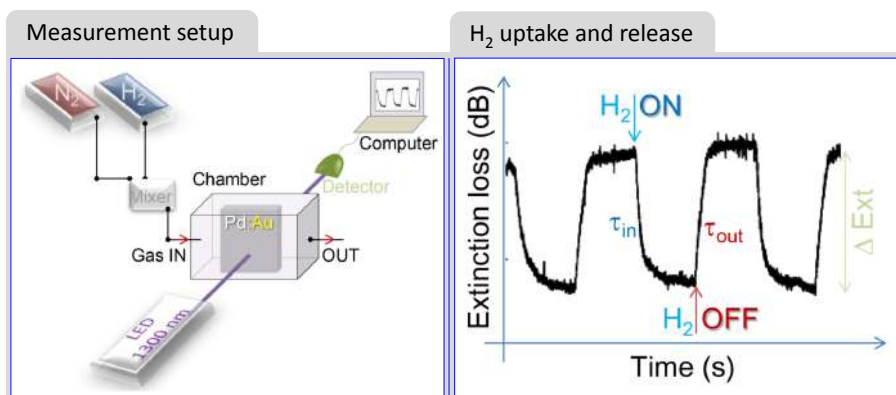 Measurement setup
N₂
H₂
Computer
Mixer
Chamber
Detector
Pd:Au
Gas IN
OUT
LED
1300 nm
H₂ uptake and release
Extinction loss (dB)
H₂ ON
τin
τout
Δ Ext
H₂ OFF
Time (s)